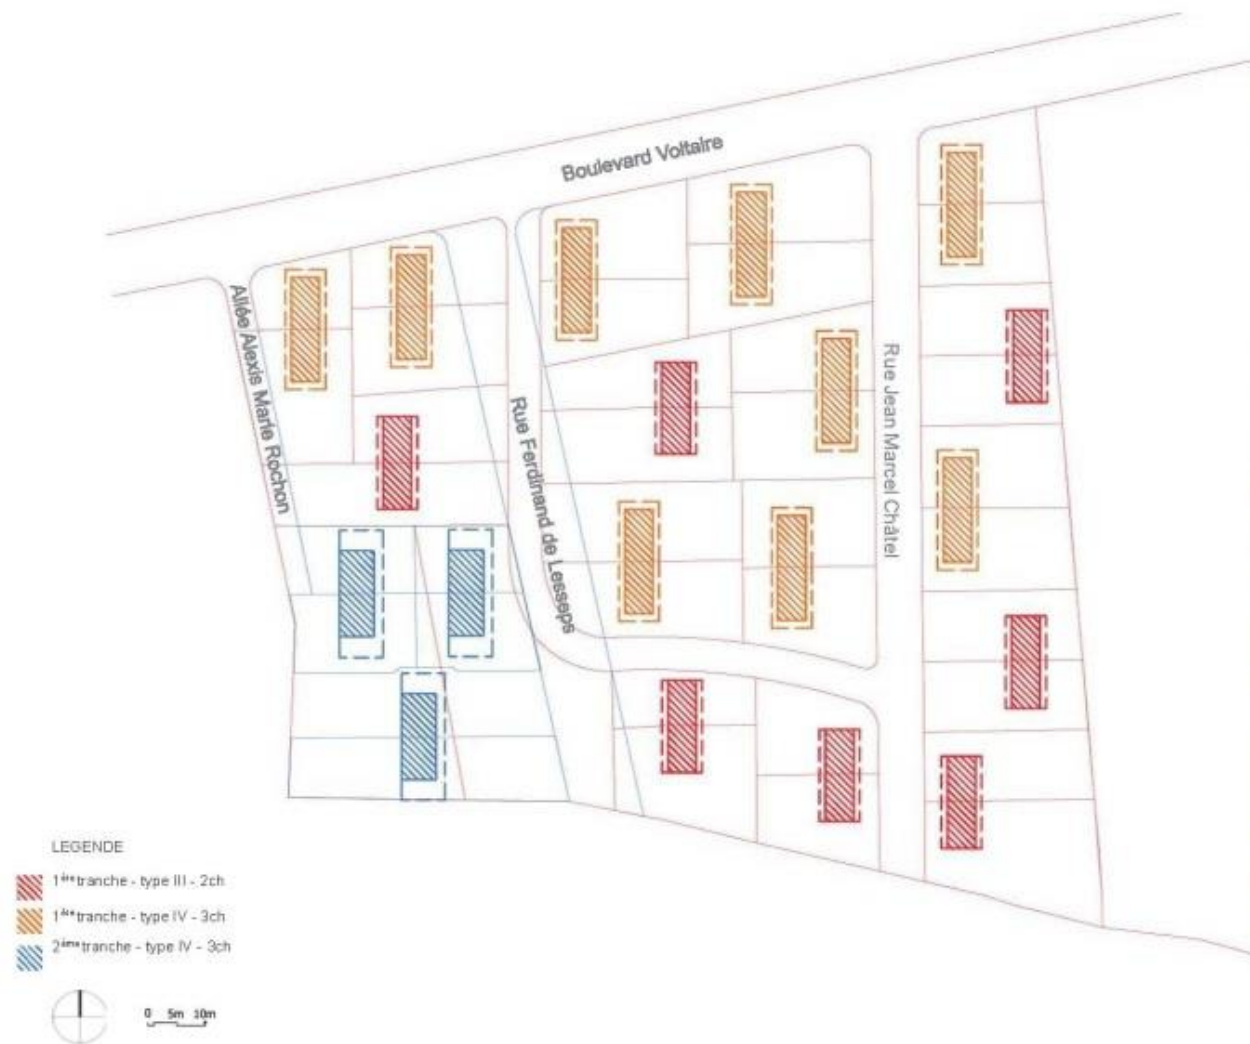 Boulevard Voltaire
Allée Alexis Marie Rochon
Rue Ferdinand de Lesseps
Rue Jean Marcel Châtel
LEGENDE
1ère tranche - type III - 2ch
1ère tranche - type IV - 3ch
2ème tranche - type IV - 3ch
0 5m 10m